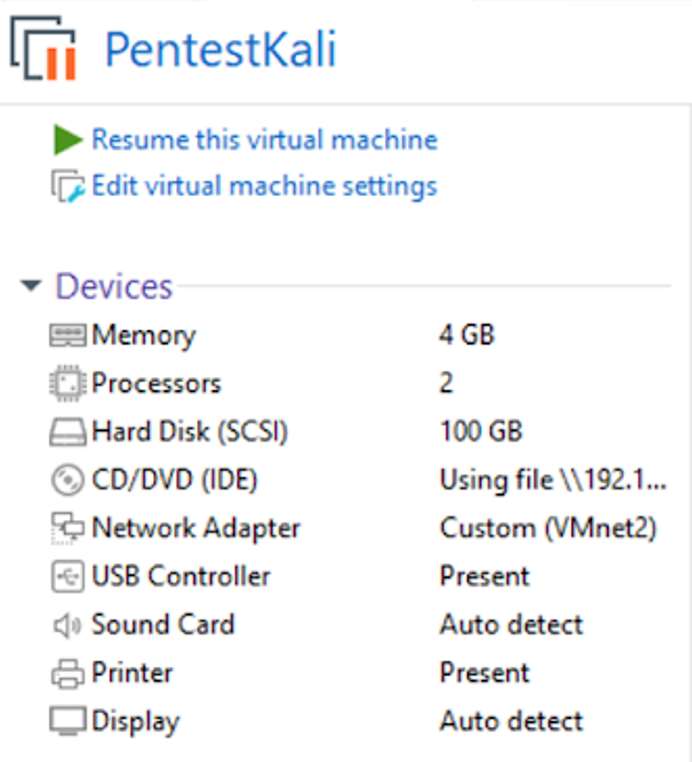 PentestKali
Resume this virtual machine
Edit virtual machine settings
Devices
Memory 4 GB
Processors 2
Hard Disk (SCSI) 100 GB
CD/DVD (IDE) Using file \\192.1...
Network Adapter Custom (VMnet2)
USB Controller Present
Sound Card Auto detect
Printer Present
Display Auto detect